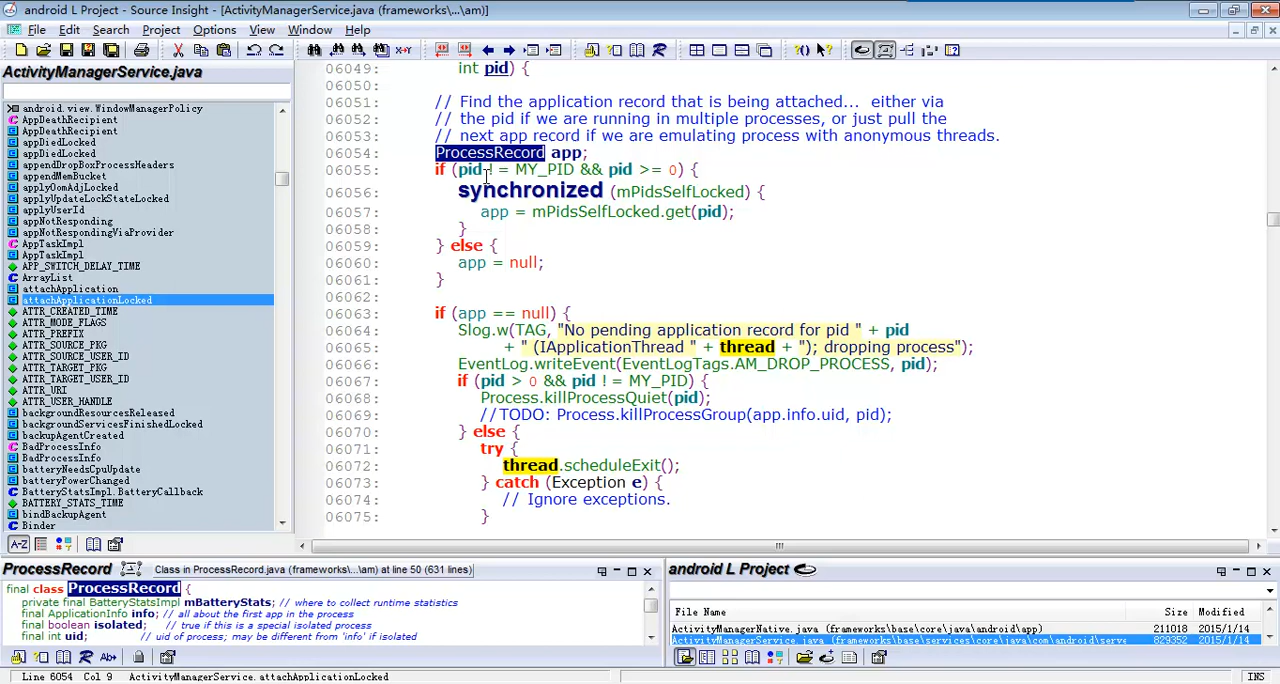 android L Project - Source Insight - [ActivityManagerService.java (frameworks\...\am)]
File Edit Search Project Options View Window Help
ActivityManagerService.java
android.view.WindowManagerPolicy
AppDeathRecipient
AppDeathRecipient
appDiedLocked
appDiedLocked
appendDropBoxProcessHeaders
appendMemBucket
applyOomAdjLocked
applyUpdateLockStateLocked
applyUserId
appNotResponding
appNotRespondingViaProvider
AppTaskImpl
AppTaskImpl
APP_SWITCH_DELAY_TIME
ArrayList
attachApplication
attachApplicationLocked
ATTR_CREATED_TIME
ATTR_MODE_FLAGS
ATTR_PREFIX
ATTR_SOURCE_PKG
ATTR_SOURCE_USER_ID
ATTR_TARGET_PKG
ATTR_TARGET_USER_ID
ATTR_URI
ATTR_USER_HANDLE
backgroundResourcesReleased
backgroundServicesFinishedLocked
backupAgentCreated
BadProcessInfo
BadProcessInfo
batteryNeedsCpuUpdate
batteryPowerChanged
BatteryStatsImpl.BatteryCallback
BATTERY_STATS_TIME
bindBackupAgent
Binder
06049: int pid) {
06050:
06051: // Find the application record that is being attached... either via
06052: // the pid if we are running in multiple processes, or just pull the
06053: // next app record if we are emulating process with anonymous threads.
06054: ProcessRecord app;
06055: if (pid != MY_PID && pid >= 0) {
06056: synchronized (mPidsSelfLocked) {
06057: app = mPidsSelfLocked.get(pid);
06058: }
06059: } else {
06060: app = null;
06061: }
06062:
06063: if (app == null) {
06064: Slog.w(TAG, "No pending application record for pid " + pid
06065: + " (IApplicationThread " + thread + "); dropping process");
06066: EventLog.writeEvent(EventLogTags.AM_DROP_PROCESS, pid);
06067: if (pid > 0 && pid != MY_PID) {
06068: Process.killProcessQuiet(pid);
06069: //TODO: Process.killProcessGroup(app.info.uid, pid);
06070: } else {
06071: try {
06072: thread.scheduleExit();
06073: } catch (Exception e) {
06074: // Ignore exceptions.
06075: }
A-Z
ProcessRecord Class in ProcessRecord.java (frameworks\...\am) at line 50 (631 lines)
final class ProcessRecord {
private final BatteryStatsImpl mBatteryStats; // where to collect runtime statistics
final ApplicationInfo info; // all about the first app in the process
final boolean isolated; // true if this is a special isolated process
final int uid; // uid of process; may be different from 'info' if isolated
android L Project
File Name Size Modified
ActivityManagerNative.java (frameworks\base\core\java\android\app) 211018 2015/1/14
ActivityManagerService.java (frameworks\base\services\core\java\com\android\serve 829352 2015/1/14
Line 6054 Col 9 ActivityManagerService.attachApplicationLocked INS